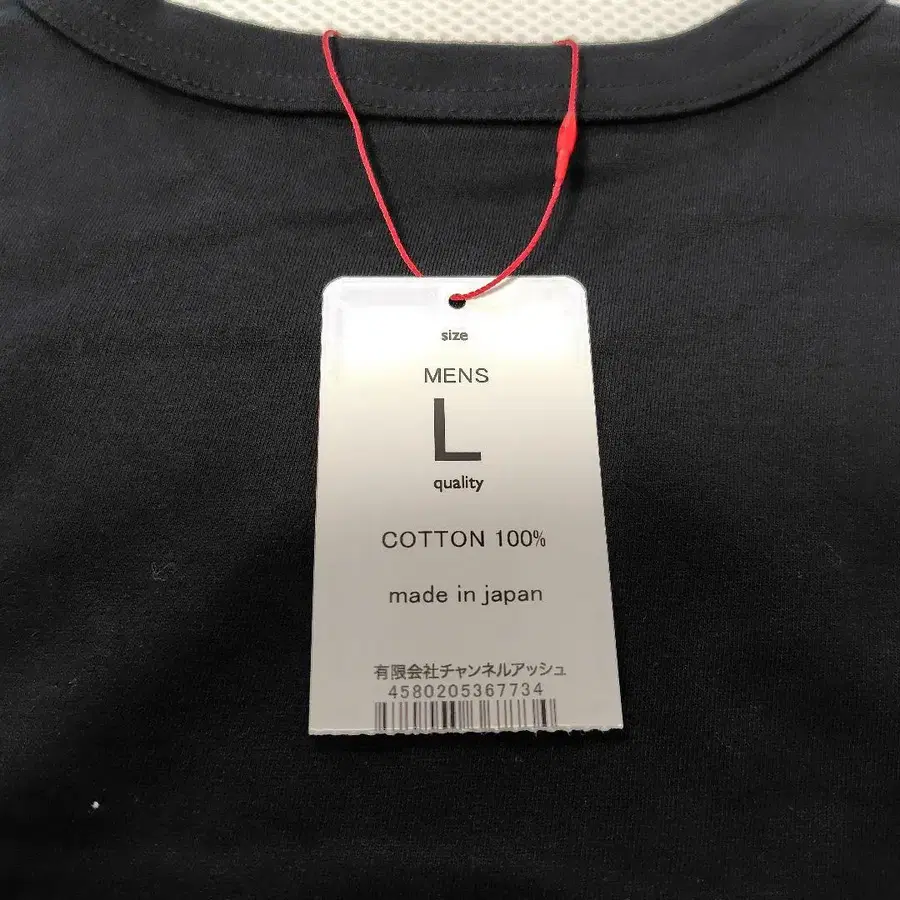 size
MENS
L
quality
COTTON 100%
made in japan
有限会社チャンネルアッシュ
4580205367734